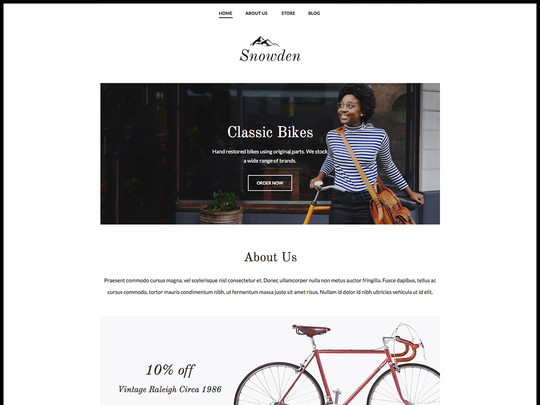 HOME ABOUT US STORE BLOG
Snowden
Classic Bikes
Hand restored bikes using original parts. We stock
a wide range of brands.
ORDER NOW
About Us
Praesent commodo cursus magna, vel scelerisque nisl consectetur et. Donec ullamcorper nulla non metus auctor fringilla. Fusce dapibus, tellus ac
cursus commodo, tortor mauris condimentum nibh, ut fermentum massa justo sit amet risus. Nullam id dolor id nibh ultricies vehicula ut id elit.
10% off
Vintage Raleigh Circa 1986